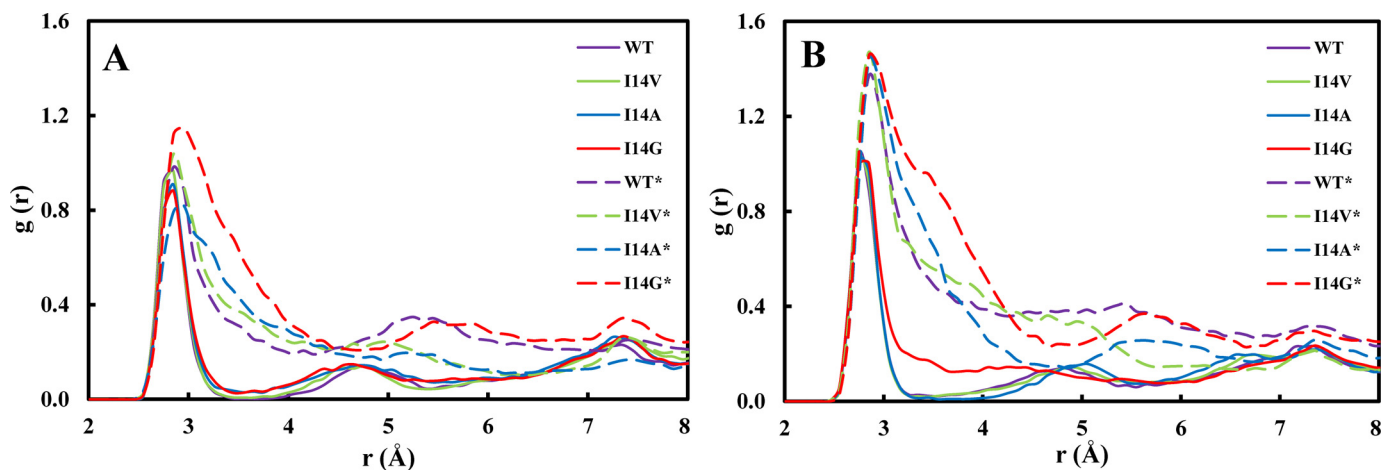 A
1.6
1.2
0.8
0.4
0.0
g (r)
2 3 4 5 6 7 8
r (Å)
WT
I14V
I14A
I14G
WT*
I14V*
I14A*
I14G*
B
1.6
1.2
0.8
0.4
0.0
g (r)
2 3 4 5 6 7 8
r (Å)
WT
I14V
I14A
I14G
WT*
I14V*
I14A*
I14G*